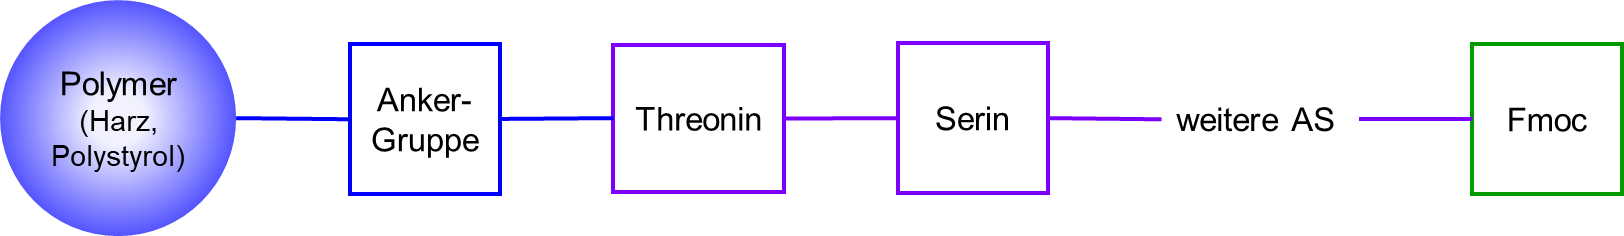 Polymer
(Harz,
Polystyrol)
Anker-
Gruppe
Threonin
Serin
weitere AS
Fmoc